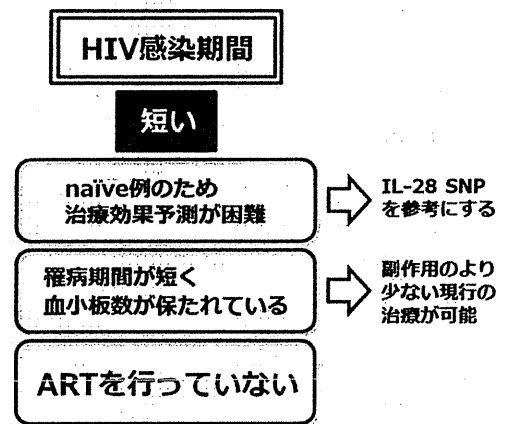 HIV感染期間
短い
naïve例のため
治療効果予測が困難
IL-28 SNP
を参考にする
罹病期間が短く
血小板数が保たれている
副作用のより
少ない現行の
治療が可能
ARTを行っていない